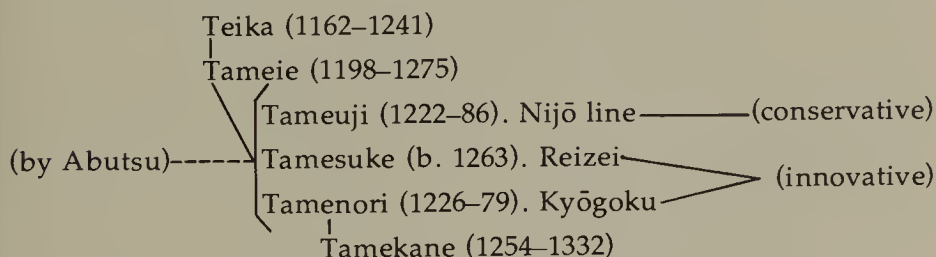 Teika (1162–1241)
Tameie (1198–1275)
Tameuji (1222–86). Nijō line (conservative)
(by Abutsu) Tamesuke (b. 1263). Reizei
(innovative)
Tamenori (1226–79). Kyōgoku
Tamekane (1254–1332)